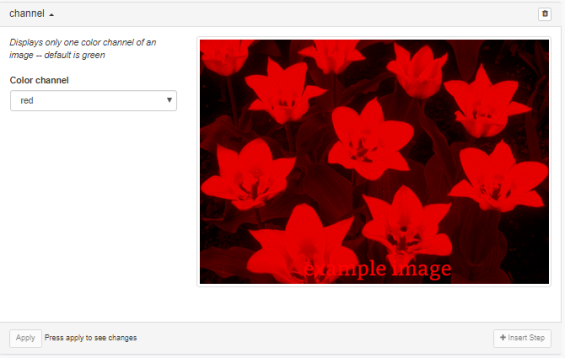 channel
Displays only one color channel of an
image -- default is green
Color channel
red
example image
Apply Press apply to see changes
+ Insert Step